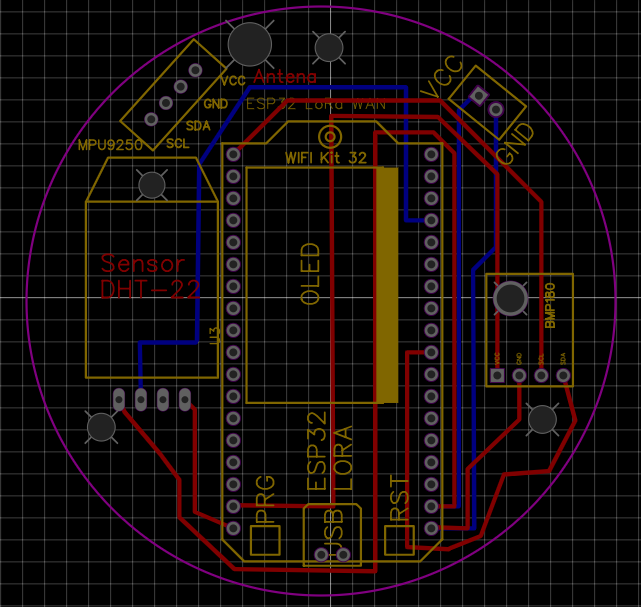 Antena
ESP32 Lora WAN
VCC
GND
SDA
SCL
MPU9250
VCC
GND
WIFI Kit 32
Sensor
DHT-22
OLED
U3
BMP180
VCC
GND
SCL
SDA
ESP32
LORA
PRG
USB
RST